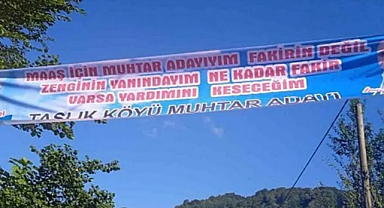 MAAŞ İÇİN MUHTAR ADAYIYIM FAKİRİN DEĞİL
ZENGİNİN YANINDAYIM NE KADAR FAKİR
VARSA YARDIMINI KESECEĞİM
TAŞLIK KÖYÜ MUHTAR ADAYI